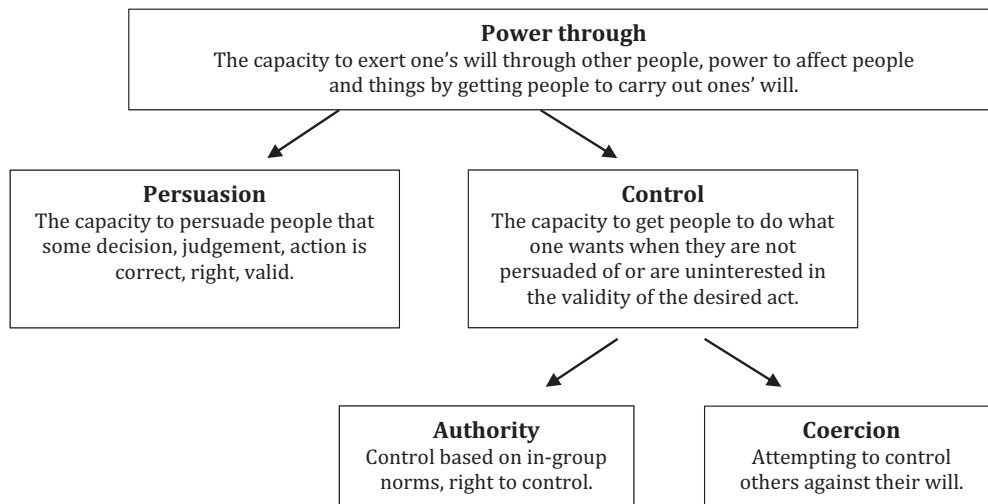 Power through
The capacity to exert one’s will through other people, power to affect people
and things by getting people to carry out ones’ will.
Persuasion
The capacity to persuade people that
some decision, judgement, action is
correct, right, valid.
Control
The capacity to get people to do what
one wants when they are not
persuaded of or are uninterested in
the validity of the desired act.
Authority
Control based on in-group
norms, right to control.
Coercion
Attempting to control
others against their will.